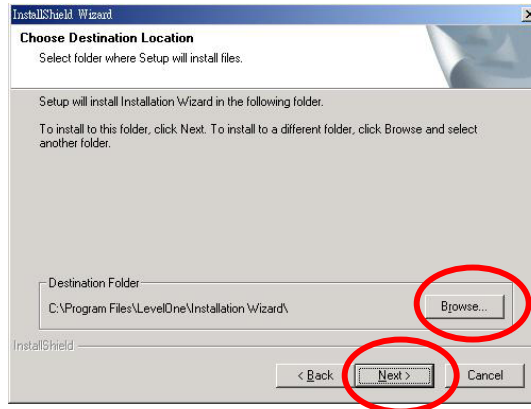 InstallShield Wizard
Choose Destination Location
Select folder where Setup will install files.
Setup will install Installation Wizard in the following folder.
To install to this folder, click Next. To install to a different folder, click Browse and select
another folder.
Destination Folder
C:\Program Files\LevelOne\Installation Wizard\
Browse...
InstallShield
< Back
Next >
Cancel